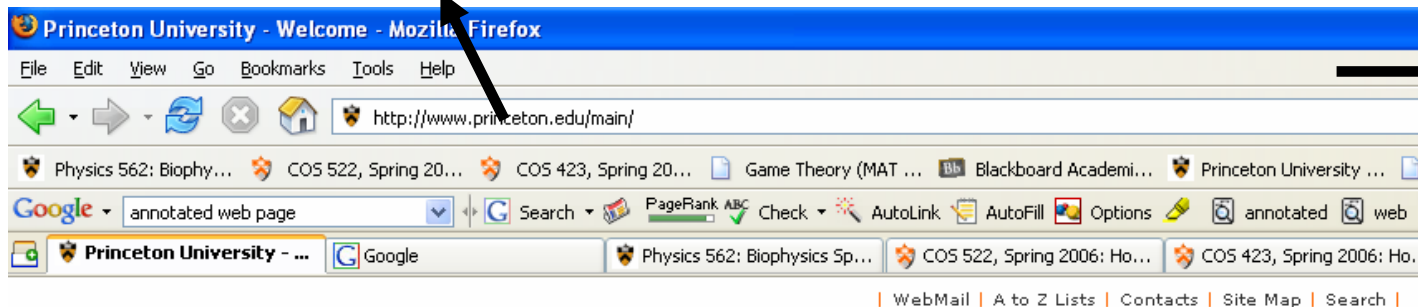 Princeton University - Welcome - Mozilla Firefox
File Edit View Go Bookmarks Tools Help
http://www.princeton.edu/main/
Physics 562: Biophy... COS 522, Spring 20... COS 423, Spring 20... Game Theory (MAT ... Bb Blackboard Academi... Princeton University ...
Google annotated web page G Search PageRank ABC Check AutoLink AutoFill Options annotated web
Princeton University - ... G Google Physics 562: Biophysics Sp... COS 522, Spring 2006: Ho... COS 423, Spring 2006: Ho.
| WebMail | A to Z Lists | Contacts | Site Map | Search |